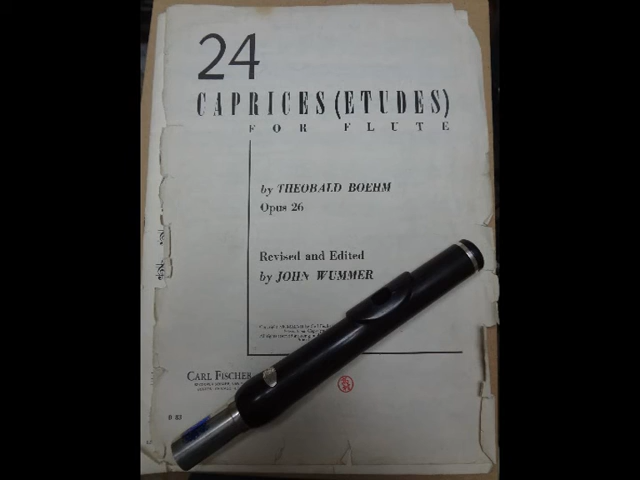 24
CAPRICES (ETUDES)
FOR FLUTE
by THEOBALD BOEHM
Opus 26
Revised and Edited
by JOHN WUMMER
CARL FISCHER